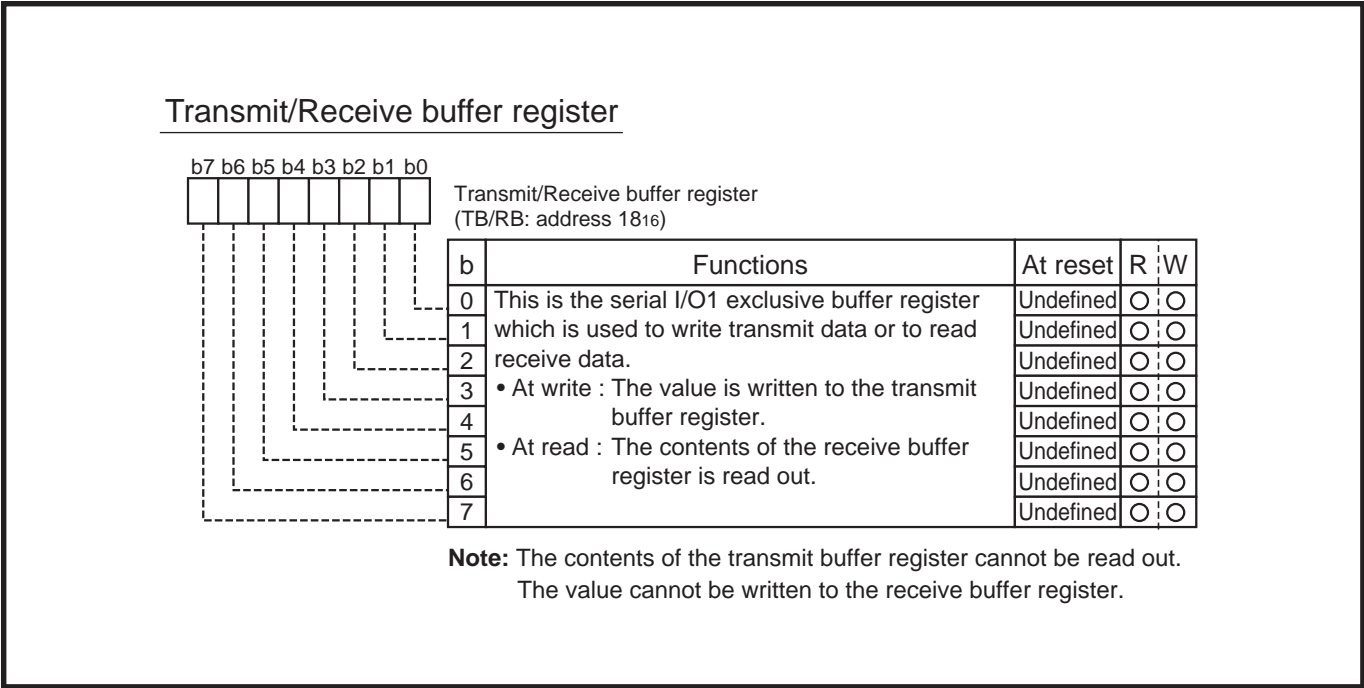 Transmit/Receive buffer register
b7 b6 b5 b4 b3 b2 b1 b0
Transmit/Receive buffer register
(TB/RB: address 1816)
b Functions At reset R W
0 This is the serial I/O1 exclusive buffer register Undefined ○ ○
1 which is used to write transmit data or to read Undefined ○ ○
2 receive data. Undefined ○ ○
3 • At write : The value is written to the transmit Undefined ○ ○
4 buffer register. Undefined ○ ○
5 • At read : The contents of the receive buffer Undefined ○ ○
6 register is read out. Undefined ○ ○
7 Undefined ○ ○
Note: The contents of the transmit buffer register cannot be read out.
The value cannot be written to the receive buffer register.